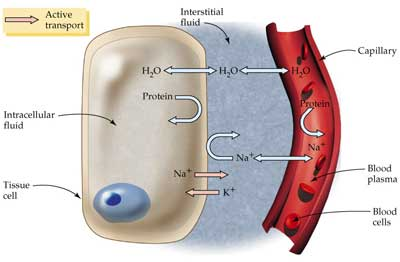 Active
transport
Interstitial
fluid
Capillary
H₂O
H₂O
H₂O
Protein
Protein
Intracellular
fluid
Na⁺
Na⁺
Na⁺
K⁺
Tissue
cell
Blood
plasma
Blood
cells